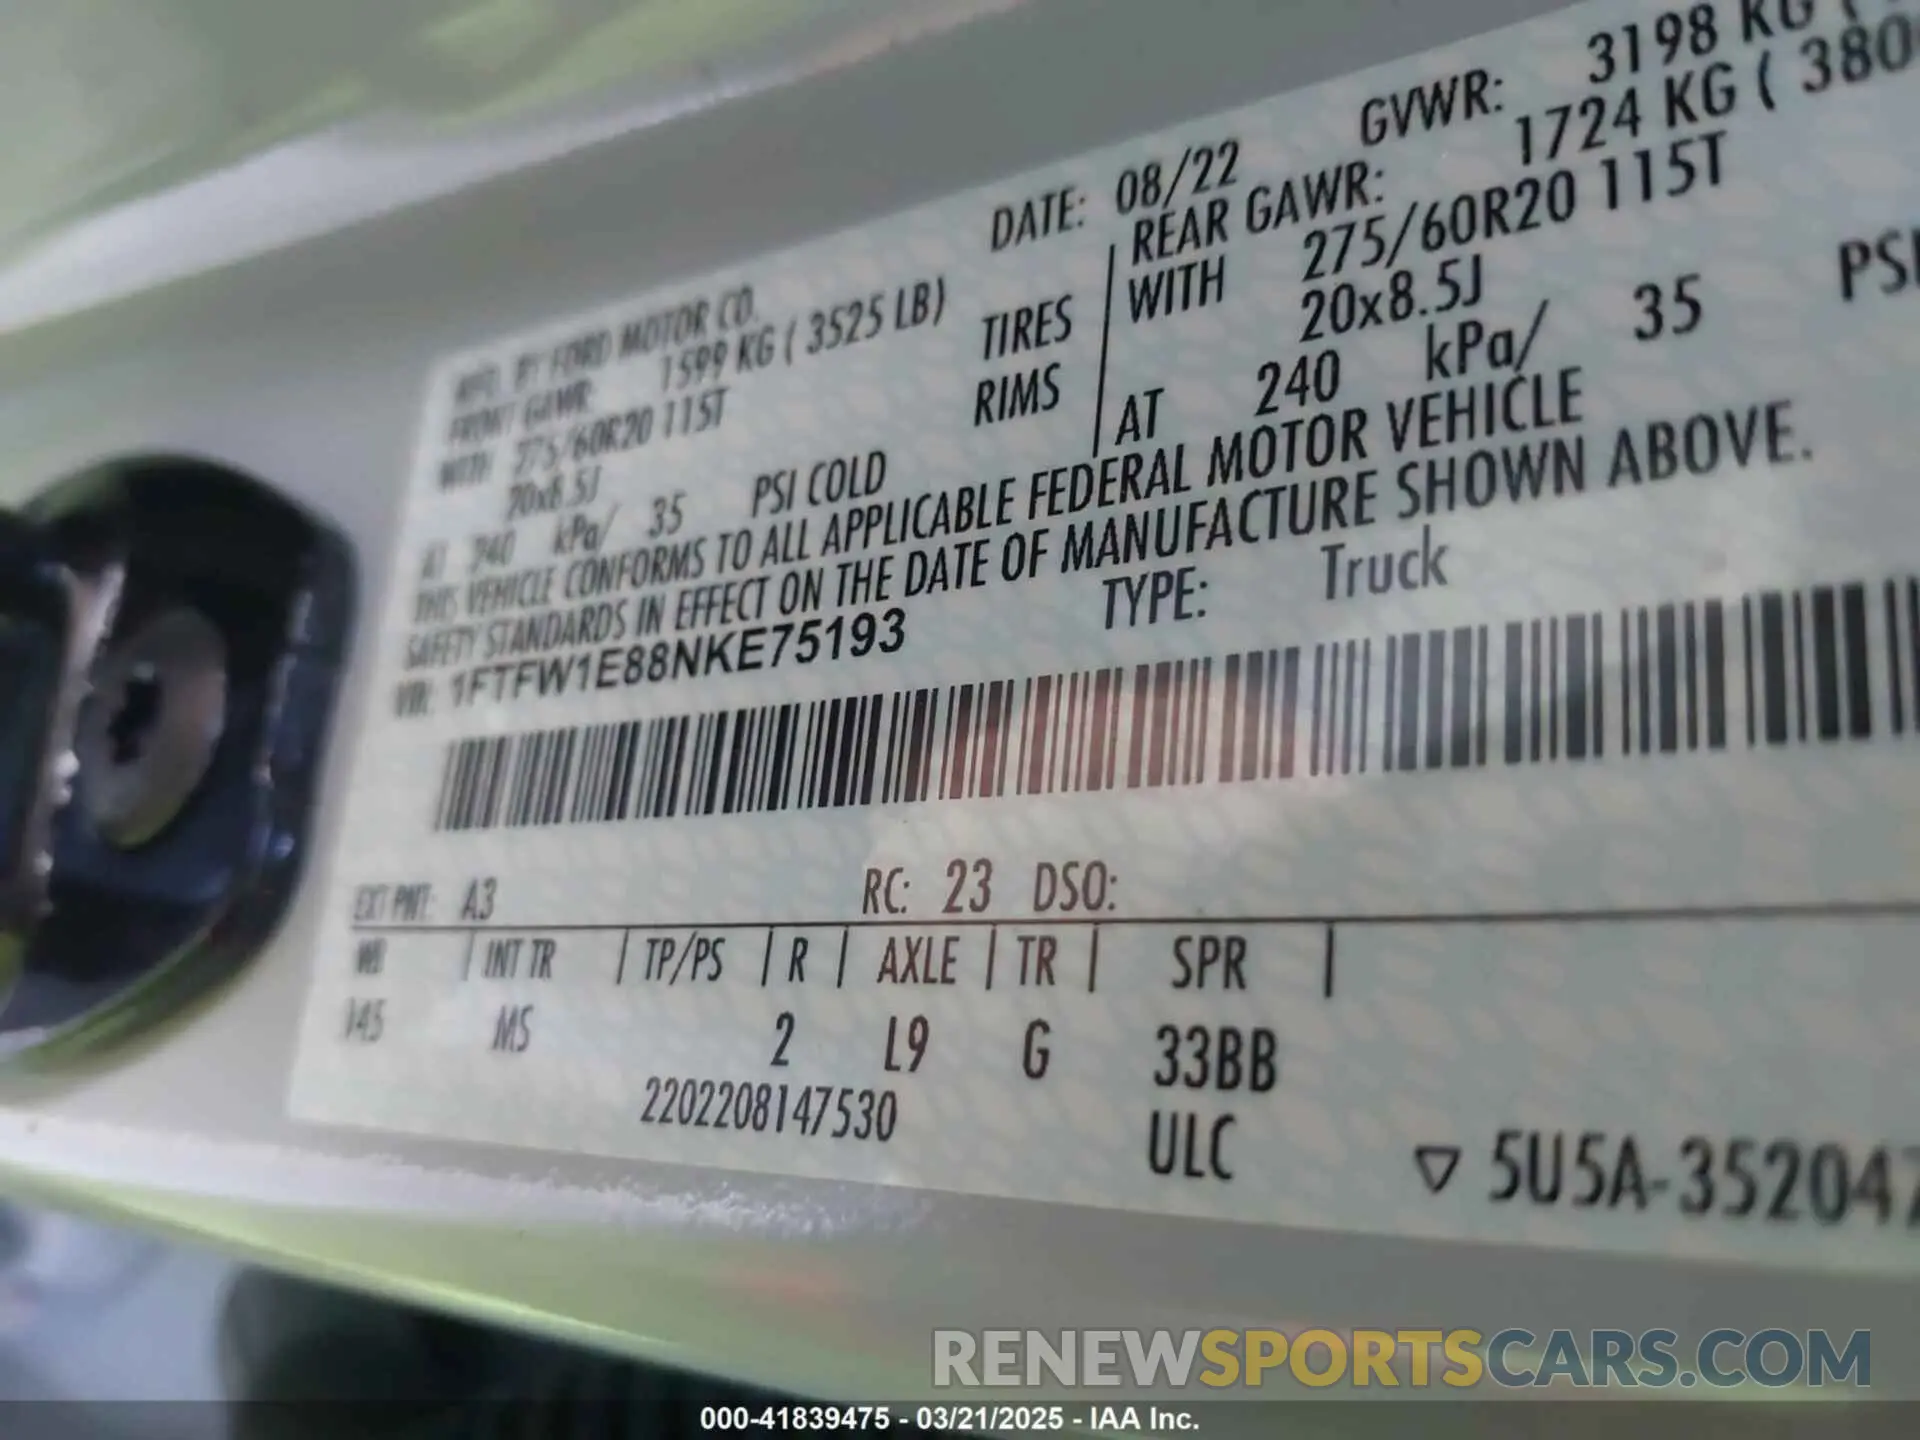 MFD. BY FORD MOTOR CO.
DATE: 08/22
GVWR: 3198 KG (
FRONT GAWR: 1599 KG ( 3525 LB)
REAR GAWR: 1724 KG ( 380
WITH 275/60R20 115T
TIRES
WITH 275/60R20 115T
20x8.5J
RIMS
20x8.5J
AT 240 kPa/ 35 PSI COLD
AT 240 kPa/ 35 PSI
THIS VEHICLE CONFORMS TO ALL APPLICABLE FEDERAL MOTOR VEHICLE
SAFETY STANDARDS IN EFFECT ON THE DATE OF MANUFACTURE SHOWN ABOVE.
VIN: 1FTFW1E88NKE75193
TYPE: Truck
EXT PNT: A3
RC: 23 DSO:
WB | INT TR | TP/PS | R | AXLE | TR | SPR |
145 MS 2 L9 G 33BB
2202208147530
ULC
▽ 5U5A-352047
RENEWSPORTSCARS.COM
000-41839475 - 03/21/2025 - IAA Inc.